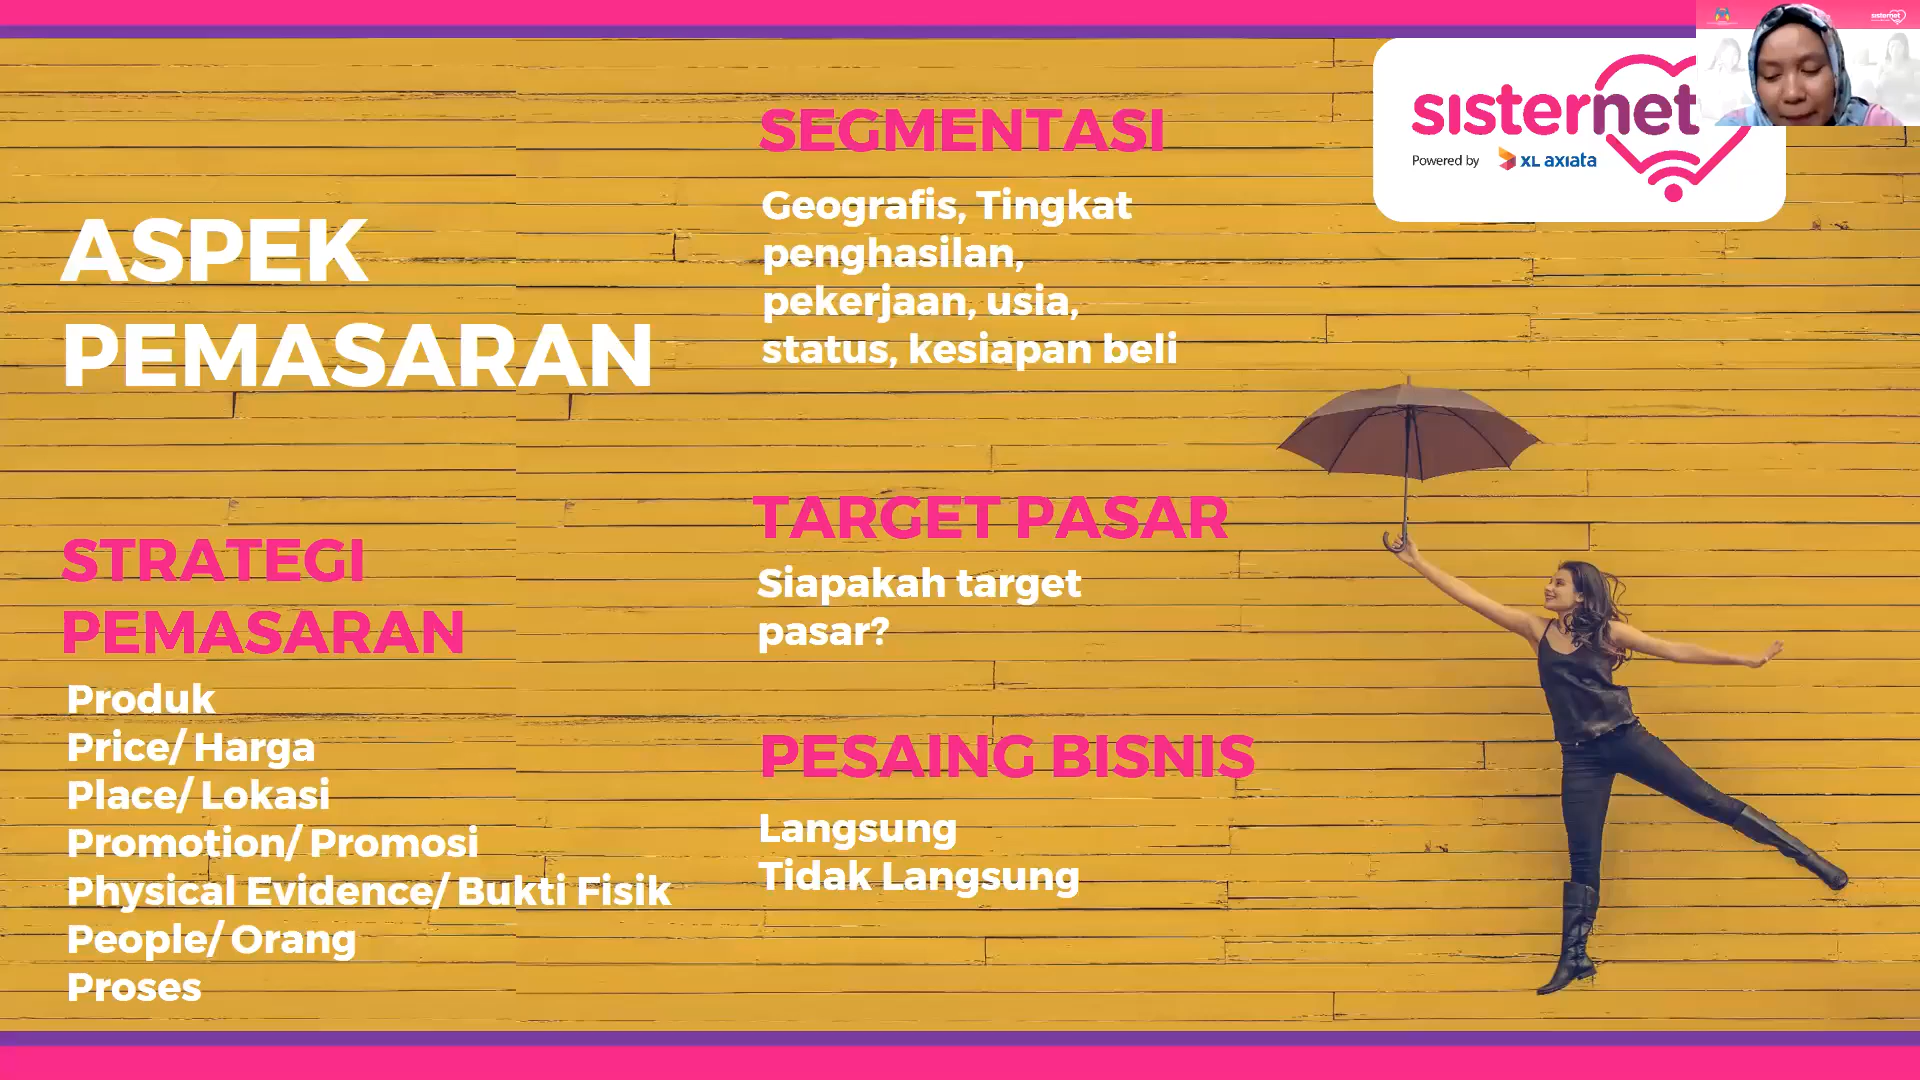 ASPEK
PEMASARAN
STRATEGI
PEMASARAN
Produk
Price/ Harga
Place/ Lokasi
Promotion/ Promosi
Physical Evidence/ Bukti Fisik
People/ Orang
Proses
SEGMENTASI
Geografis, Tingkat
penghasilan,
pekerjaan, usia,
status, kesiapan beli
TARGET PASAR
Siapakah target
pasar?
PESAING BISNIS
Langsung
Tidak Langsung
sisternet
Powered by XL axiata
sisternet